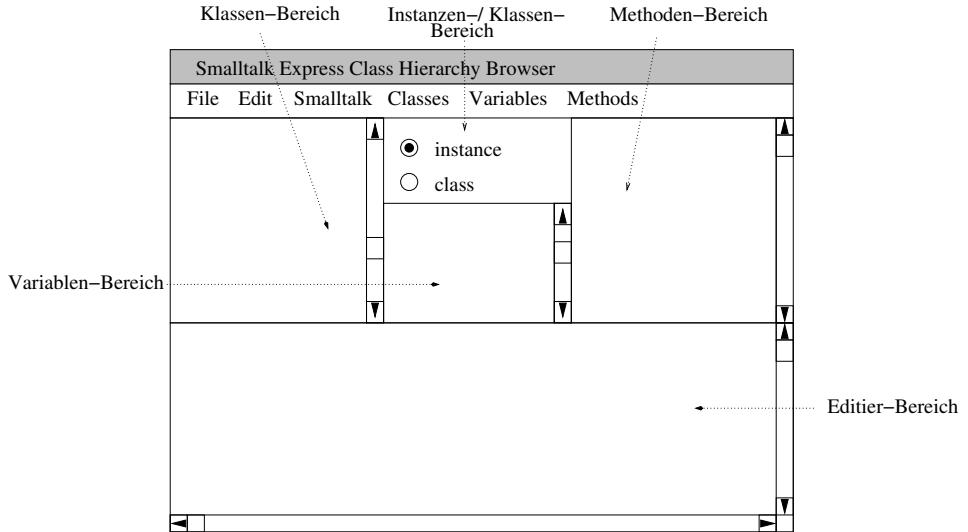 Klassen−Bereich
Instanzen−/ Klassen−
Bereich
Methoden−Bereich
Smalltalk Express Class Hierarchy Browser
File Edit Smalltalk Classes Variables Methods
instance
class
Variablen−Bereich
Editier−Bereich